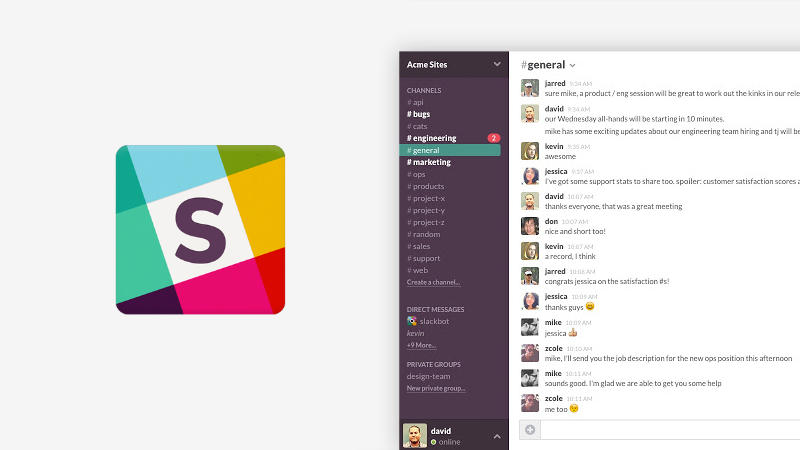 S
Acme Sites
CHANNELS
# api
# bugs
# cats
# engineering 2
# general
# marketing
# ops
# products
# project-x
# project-y
# project-z
# random
# sales
# support
# web
Create a channel...
DIRECT MESSAGES
slackbot
kevin
+9 More...
PRIVATE GROUPS
design-team
New private group...
david
online
#general
jarred 9:34 AM
sure mike, a product / eng session will be great to work out the kinks in our rele
david 9:34 AM
our Wednesday all-hands will be starting in 10 minutes.
mike has some exciting updates about our engineering team hiring and tj will be
kevin 9:35 AM
awesome
jessica 9:37 AM
I've got some support stats to share too. spoiler: customer satisfaction scores a
david 10:07 AM
thanks everyone, that was a great meeting
don 10:07 AM
nice and short too!
kevin 10:07 AM
a record, I think
jarred 10:08 AM
congrats jessica on the satisfaction #s!
jessica 10:09 AM
thanks guys 😄
mike 10:09 AM
jessica 👍
zcole 10:10 AM
mike, I'll send you the job description for the new ops position this afternoon
mike 10:11 AM
sounds good. I'm glad we are able to get you some help
zcole 10:11 AM
me too 😏